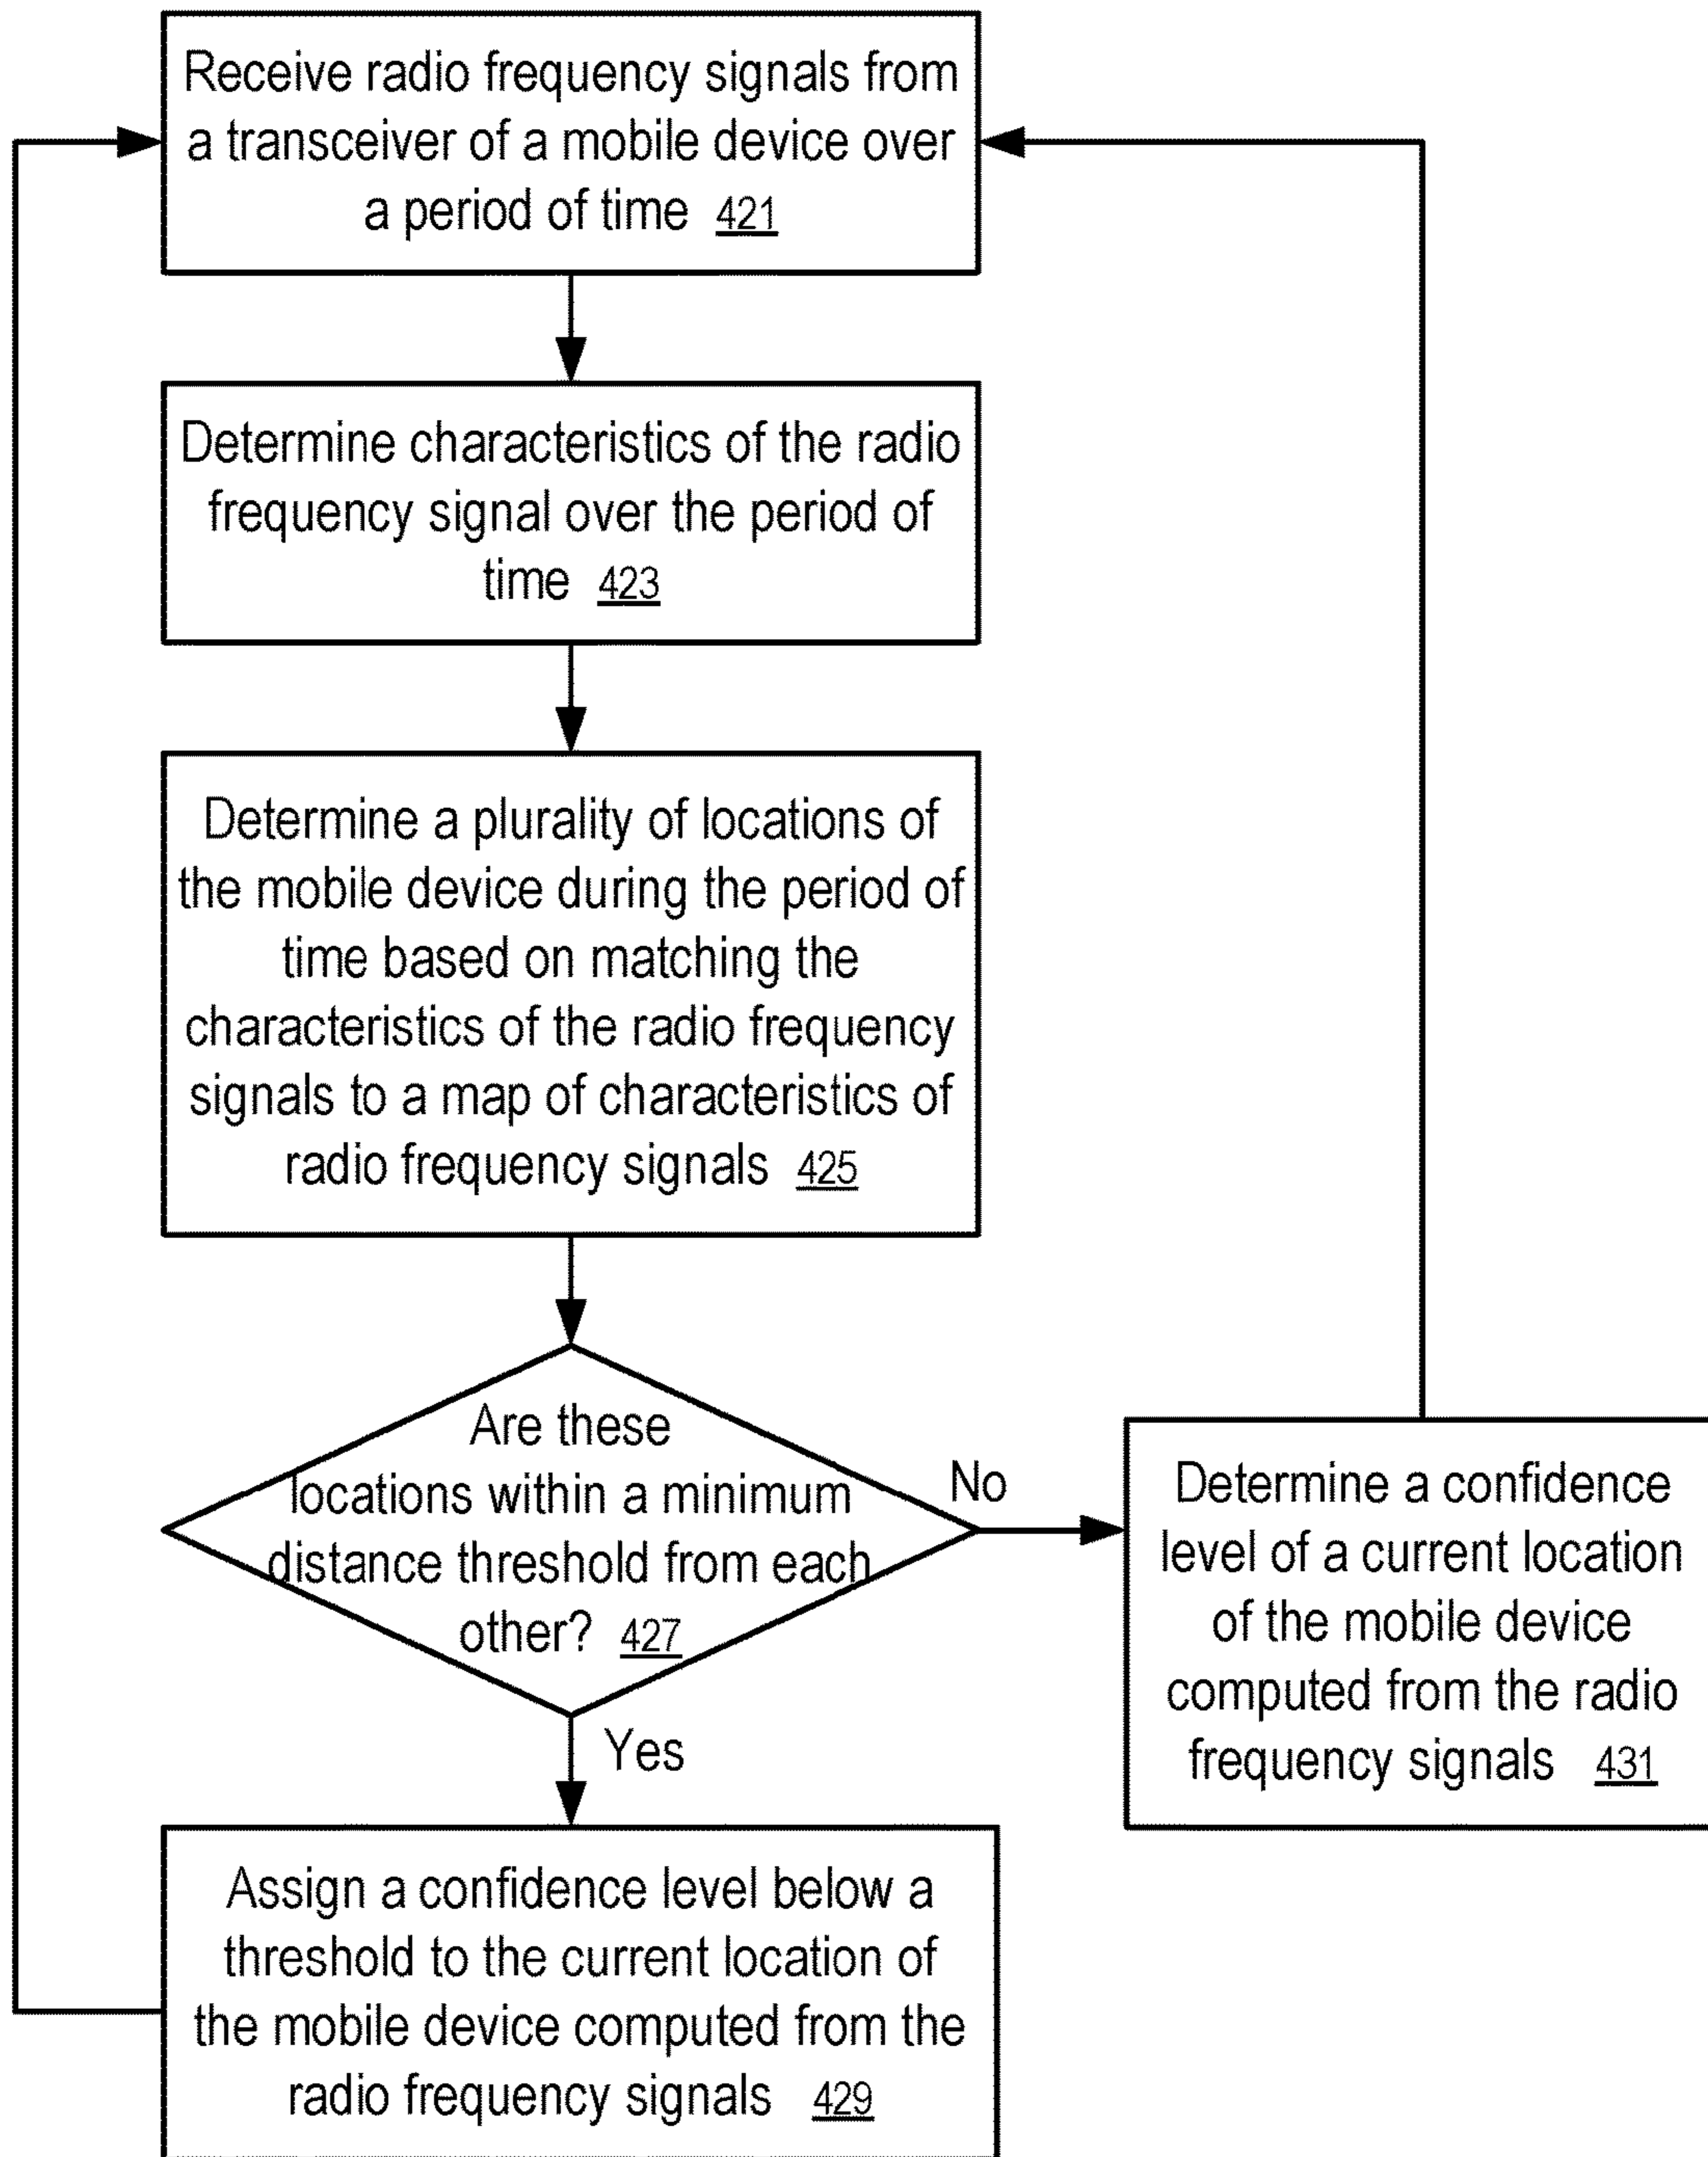 Receive radio frequency signals from
a transceiver of a mobile device over
a period of time 421
Determine characteristics of the radio
frequency signal over the period of
time 423
Determine a plurality of locations of
the mobile device during the period of
time based on matching the
characteristics of the radio frequency
signals to a map of characteristics of
radio frequency signals 425
Are these
locations within a minimum
distance threshold from each
other? 427
No
Determine a confidence
level of a current location
of the mobile device
computed from the radio
frequency signals 431
Yes
Assign a confidence level below a
threshold to the current location of
the mobile device computed from the
radio frequency signals 429